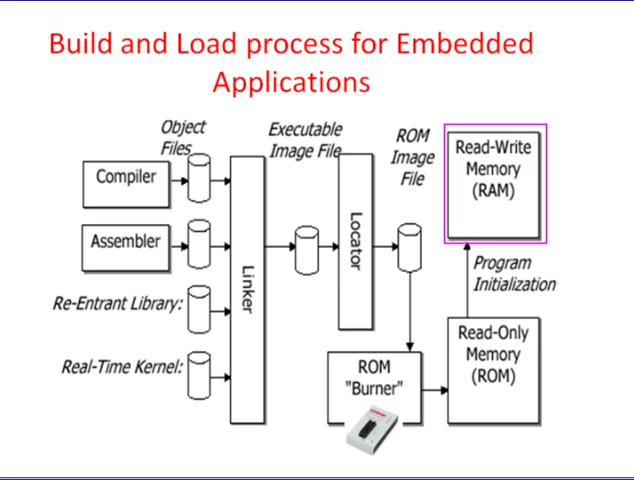 Build and Load process for Embedded
Applications
Object
Files
Executable
Image File
ROM
Image
File
Read-Write
Memory
(RAM)
Compiler
Assembler
Re-Entrant Library:
Real-Time Kernel:
Linker
Locator
Program
Initialization
ROM
"Burner"
Read-Only
Memory
(ROM)